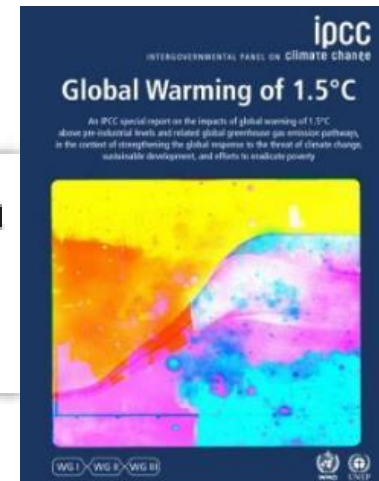 ipcc
INTERGOVERNMENTAL PANEL ON climate change
Global Warming of 1.5°C
An IPCC special report on the impacts of global warming of 1.5°C
above pre-industrial levels and related global greenhouse gas emission pathways,
in the context of strengthening the global response to the threat of climate change,
sustainable development, and efforts to eradicate poverty
WG I WG II WG III
WMO UNEP